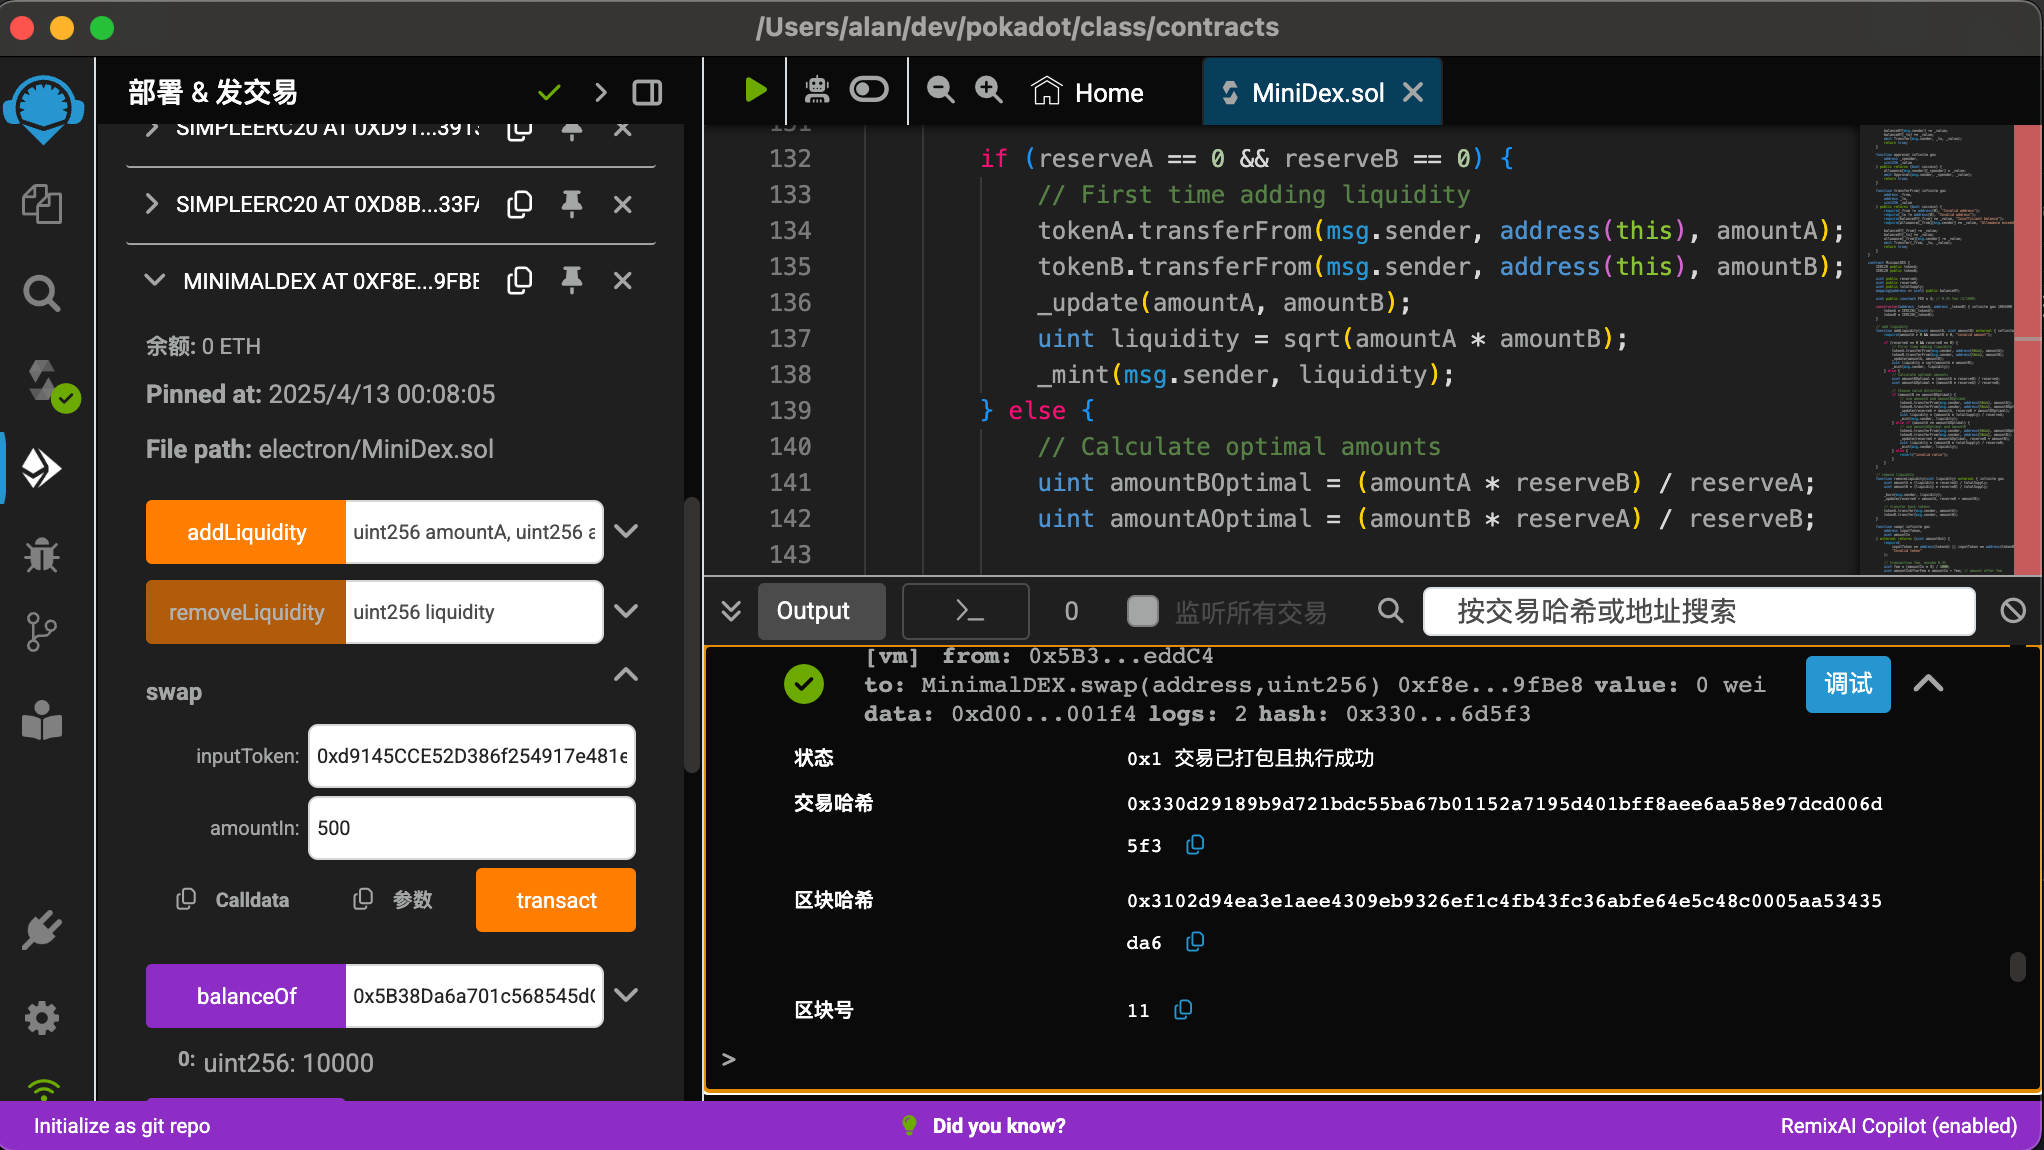 /Users/alan/dev/pokadot/class/contracts
部署 & 发交易
SIMPLEERC20 AT 0XD8B...33FA
MINIMALDEX AT 0XF8E...9FBE
余额: 0 ETH
Pinned at: 2025/4/13 00:08:05
File path: electron/MiniDex.sol
addLiquidity
uint256 amountA, uint256 a
removeLiquidity
uint256 liquidity
swap
inputToken:
0xd9145CCE52D386f254917e481e
amountIn:
500
Calldata
参数
transact
balanceOf
0x5B38Da6a701c568545d
0: uint256: 10000
Home
MiniDex.sol
131
132 if (reserveA == 0 && reserveB == 0) {
133 // First time adding liquidity
134 tokenA.transferFrom(msg.sender, address(this), amountA);
135 tokenB.transferFrom(msg.sender, address(this), amountB);
136 _update(amountA, amountB);
137 uint liquidity = sqrt(amountA * amountB);
138 _mint(msg.sender, liquidity);
139 } else {
140 // Calculate optimal amounts
141 uint amountBOptimal = (amountA * reserveB) / reserveA;
142 uint amountAOptimal = (amountB * reserveA) / reserveB;
143
Output
>_
0
监听所有交易
按交易哈希或地址搜索
[vm] from: 0x5B3...eddC4
to: MinimalDEX.swap(address,uint256) 0xf8e...9fBe8 value: 0 wei
data: 0xd00...001f4 logs: 2 hash: 0x330...6d5f3
调试
状态 0x1 交易已打包且执行成功
交易哈希 0x330d29189b9d721bdc55ba67b01152a7195d401bff8aee6aa58e97dcd006d
5f3
区块哈希 0x3102d94ea3e1aee4309eb9326ef1c4fb43fc36abfe64e5c48c0005aa53435
da6
区块号 11
>
Initialize as git repo
Did you know?
RemixAI Copilot (enabled)